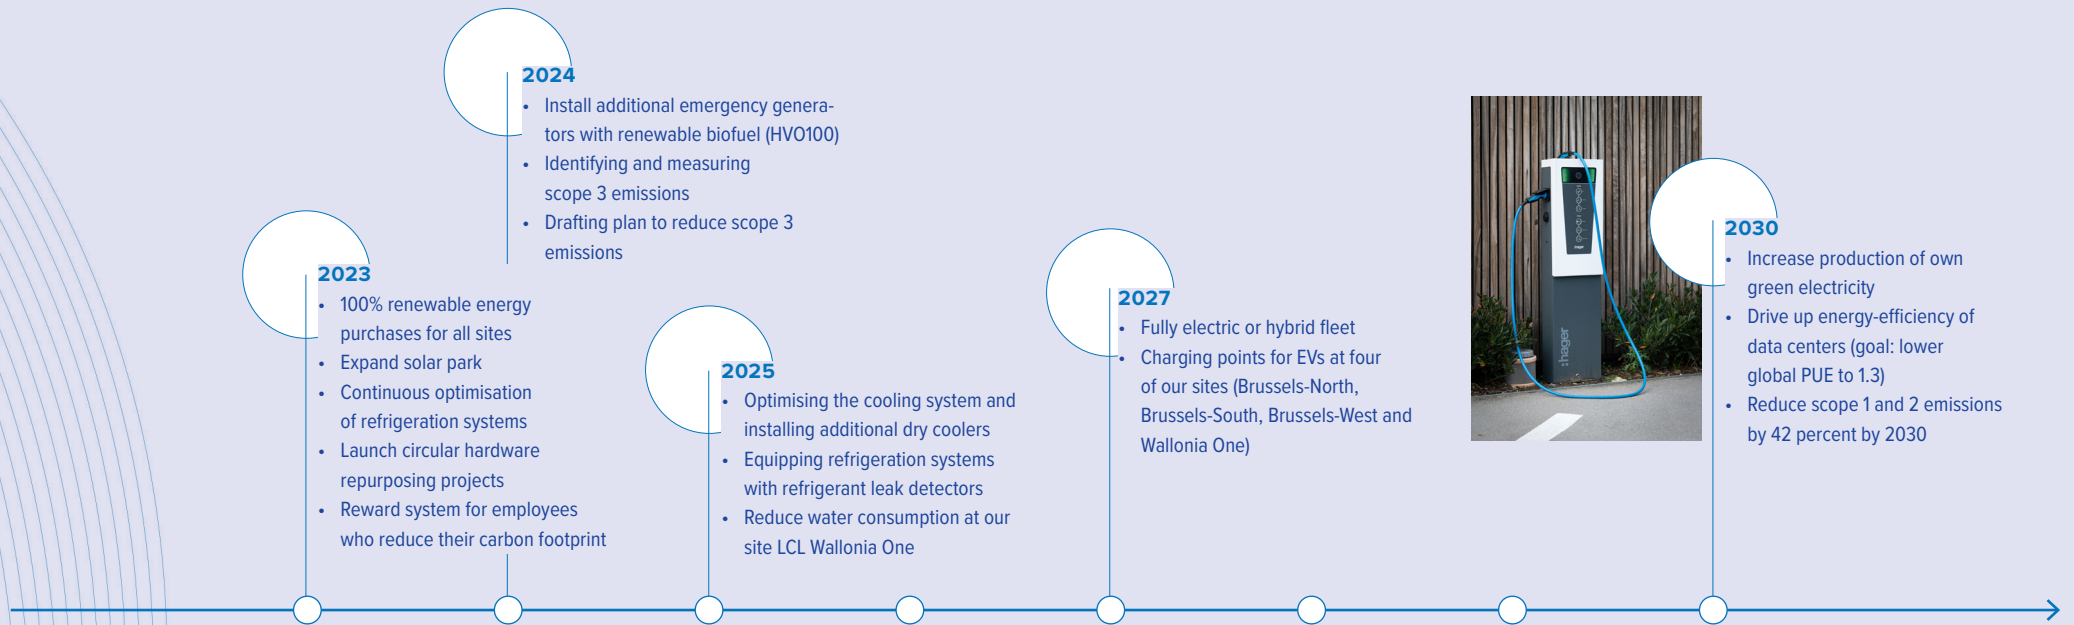 2024
• Install additional emergency genera-
tors with renewable biofuel (HVO100)
• Identifying and measuring
scope 3 emissions
• Drafting plan to reduce scope 3
emissions
2023
• 100% renewable energy
purchases for all sites
• Expand solar park
• Continuous optimisation
of refrigeration systems
• Launch circular hardware
repurposing projects
• Reward system for employees
who reduce their carbon footprint
2025
• Optimising the cooling system and
installing additional dry coolers
• Equipping refrigeration systems
with refrigerant leak detectors
• Reduce water consumption at our
site LCL Wallonia One
2027
• Fully electric or hybrid fleet
• Charging points for EVs at four
of our sites (Brussels-North,
Brussels-South, Brussels-West and
Wallonia One)
:hager
2030
• Increase production of own
green electricity
• Drive up energy-efficiency of
data centers (goal: lower
global PUE to 1.3)
• Reduce scope 1 and 2 emissions
by 42 percent by 2030